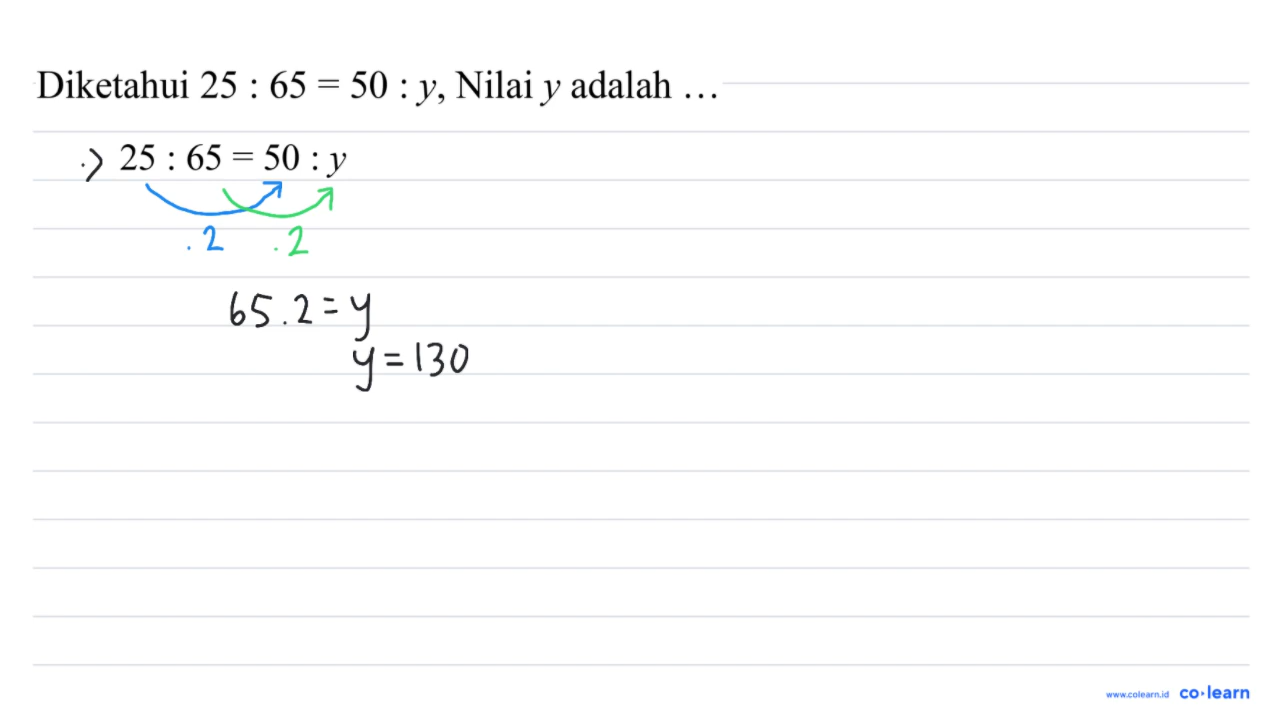 Diketahui 25 : 65 = 50 : y, Nilai y adalah …
.> 25 : 65 = 50 : y
. 2 . 2
65 . 2 = y
y = 130
www.colearn.id co·learn